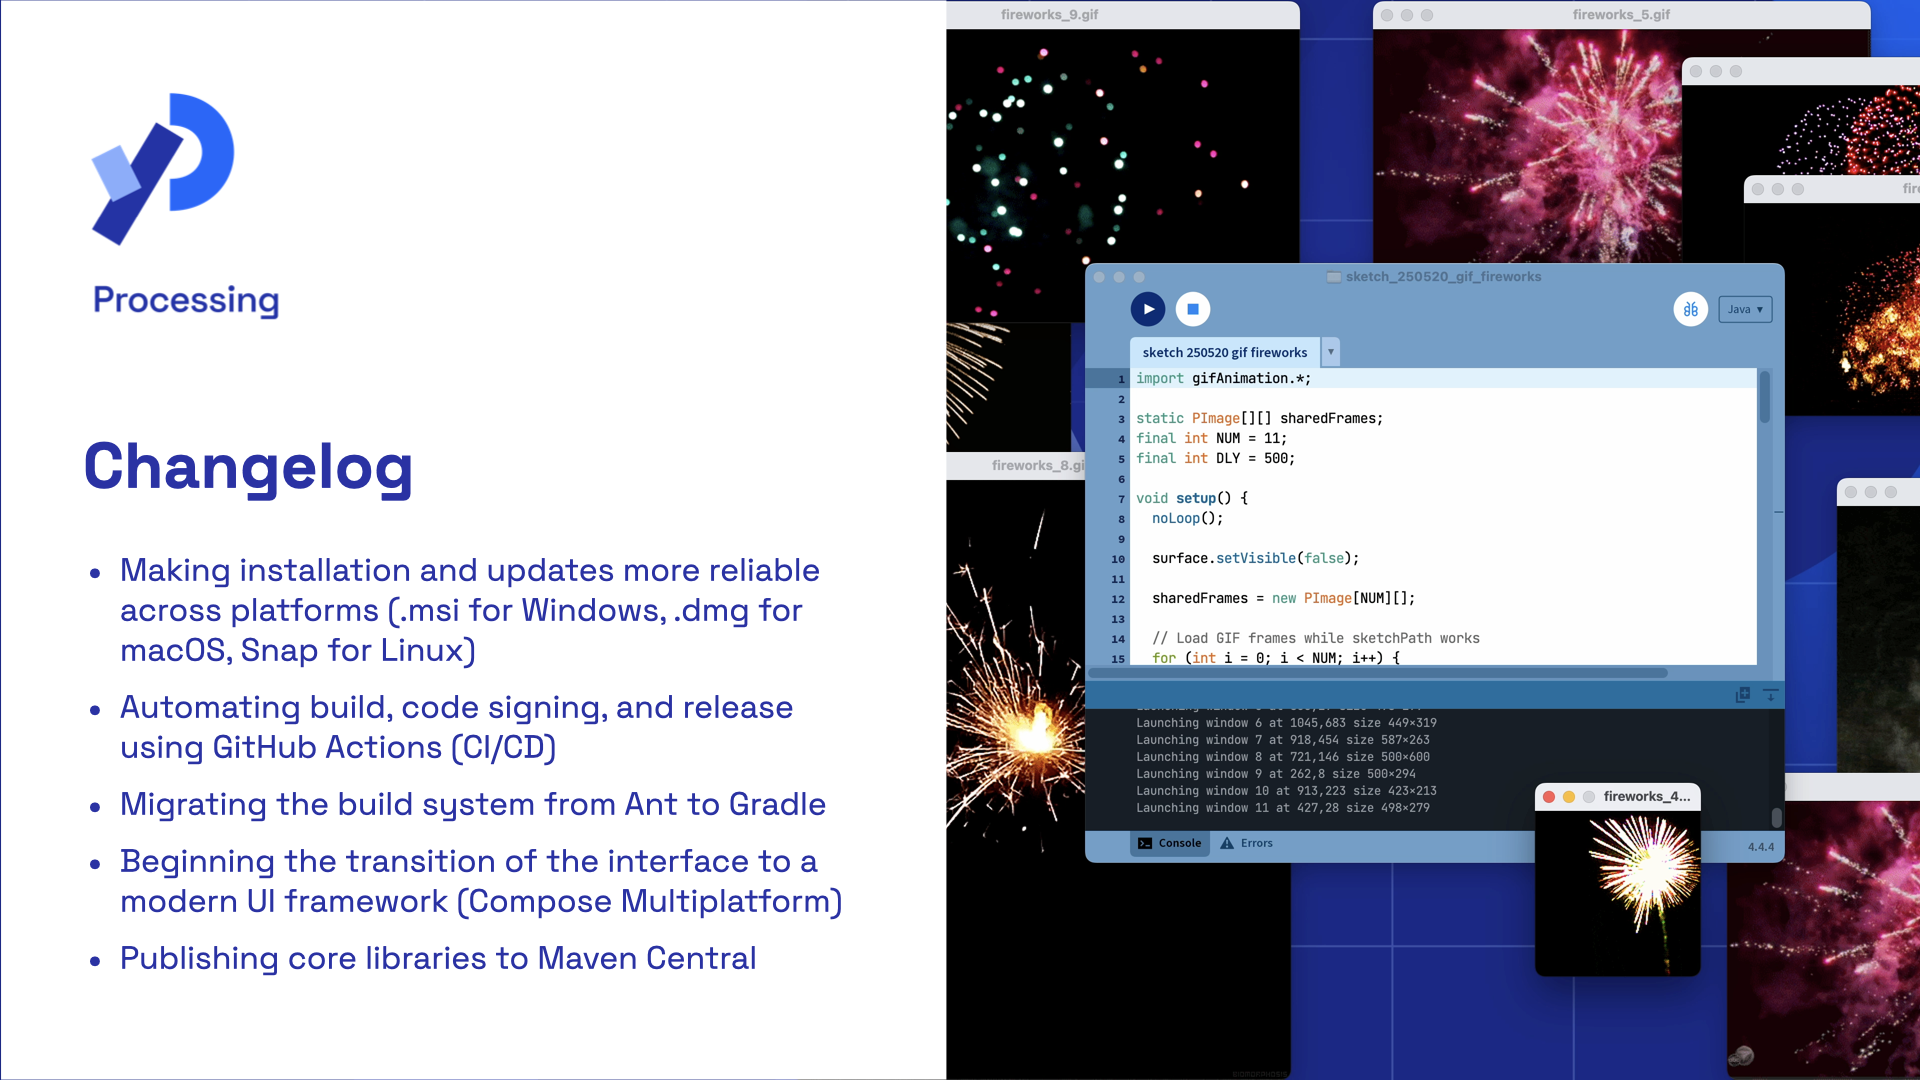 Processing
Changelog
• Making installation and updates more reliable
across platforms (.msi for Windows, .dmg for
macOS, Snap for Linux)
• Automating build, code signing, and release
using GitHub Actions (CI/CD)
• Migrating the build system from Ant to Gradle
• Beginning the transition of the interface to a
modern UI framework (Compose Multiplatform)
• Publishing core libraries to Maven Central
fireworks_9.gif
fireworks_5.gif
fireworks_8.gi
sketch_250520_gif_fireworks
Java ▾
sketch 250520 gif fireworks ▾
1 import gifAnimation.*;
2
3 static PImage[][] sharedFrames;
4 final int NUM = 11;
5 final int DLY = 500;
6
7 void setup() {
8 noLoop();
9
10 surface.setVisible(false);
11
12 sharedFrames = new PImage[NUM][];
13
14 // Load GIF frames while sketchPath works
15 for (int i = 0; i < NUM; i++) {
Launching window 6 at 1045,683 size 449×319
Launching window 7 at 918,454 size 587×263
Launching window 8 at 721,146 size 500×600
Launching window 9 at 262,8 size 500×294
Launching window 10 at 913,223 size 423×213
Launching window 11 at 427,28 size 498×279
Console
Errors
4.4.4
fireworks_4...